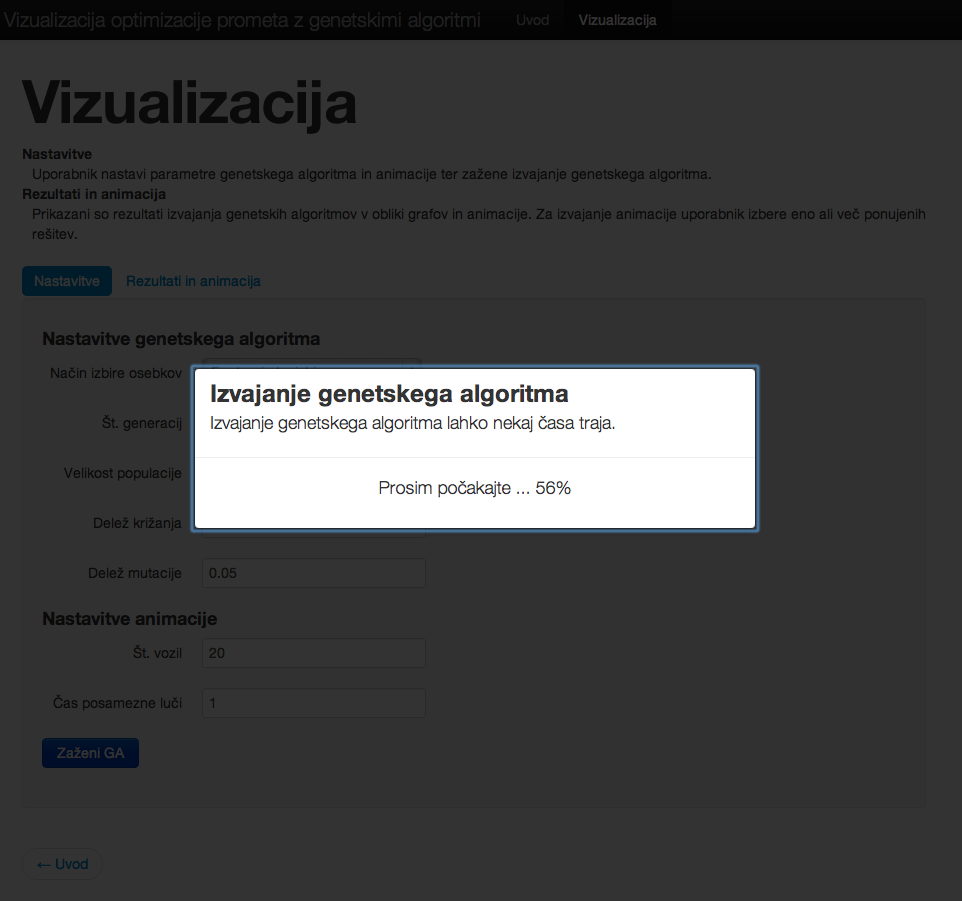 Vizualizacija optimizacije prometa z genetskimi algoritmi Uvod Vizualizacija
Vizualizacija
Nastavitve
Uporabnik nastavi parametre genetskega algoritma in animacije ter zažene izvajanje genetskega algoritma.
Rezultati in animacija
Prikazani so rezultati izvajanja genetskih algoritmov v obliki grafov in animacije. Za izvajanje animacije uporabnik izbere eno ali več ponujenih
rešitev.
Nastavitve Rezultati in animacija
Nastavitve genetskega algoritma
Način izbire osebkov
Št. generacij
Velikost populacije
Delež križanja
Izvajanje genetskega algoritma
Izvajanje genetskega algoritma lahko nekaj časa traja.
Prosim počakajte ... 56%
Delež mutacije 0.05
Nastavitve animacije
Št. vozil 20
Čas posamezne luči 1
Zaženi GA
← Uvod